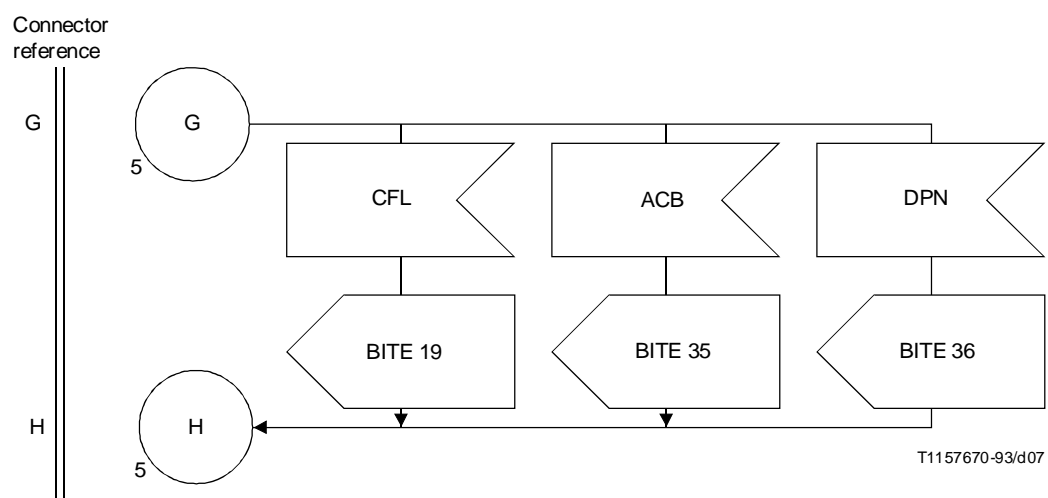 Connector
reference
G
G
5
CFL
ACB
DPN
BITE 19
BITE 35
BITE 36
H
H
5
T1157670-93/d07